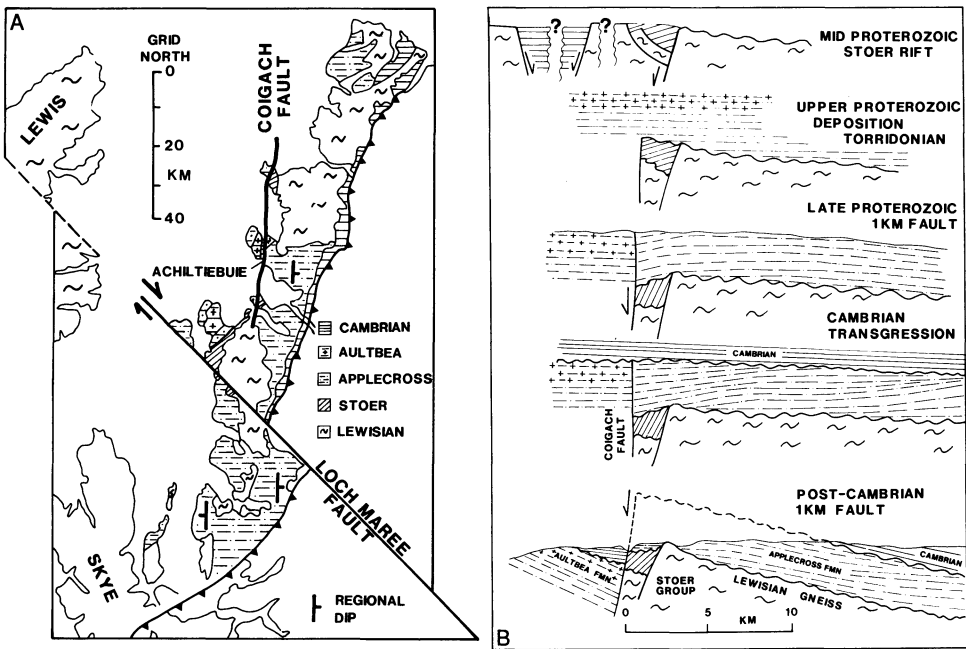 A
GRID
NORTH
0
20
KM
40
LEWIS
COIGACH
FAULT
ACHILTIEBUIE
CAMBRIAN
AULTBEA
APPLECROSS
STOER
LEWISIAN
LOCH MAREE
FAULT
SKYE
REGIONAL
DIP
B
? ?
MID PROTEROZOIC
STOER RIFT
UPPER PROTEROZOIC
DEPOSITION
TORRIDONIAN
LATE PROTEROZOIC
1KM FAULT
CAMBRIAN
TRANSGRESSION
CAMBRIAN
COIGACH
FAULT
POST-CAMBRIAN
1KM FAULT
CAMBRIAN
APPLECROSS FMN
AULTBEA FMN
STOER
GROUP
LEWISIAN GNEISS
0 5 10
KM